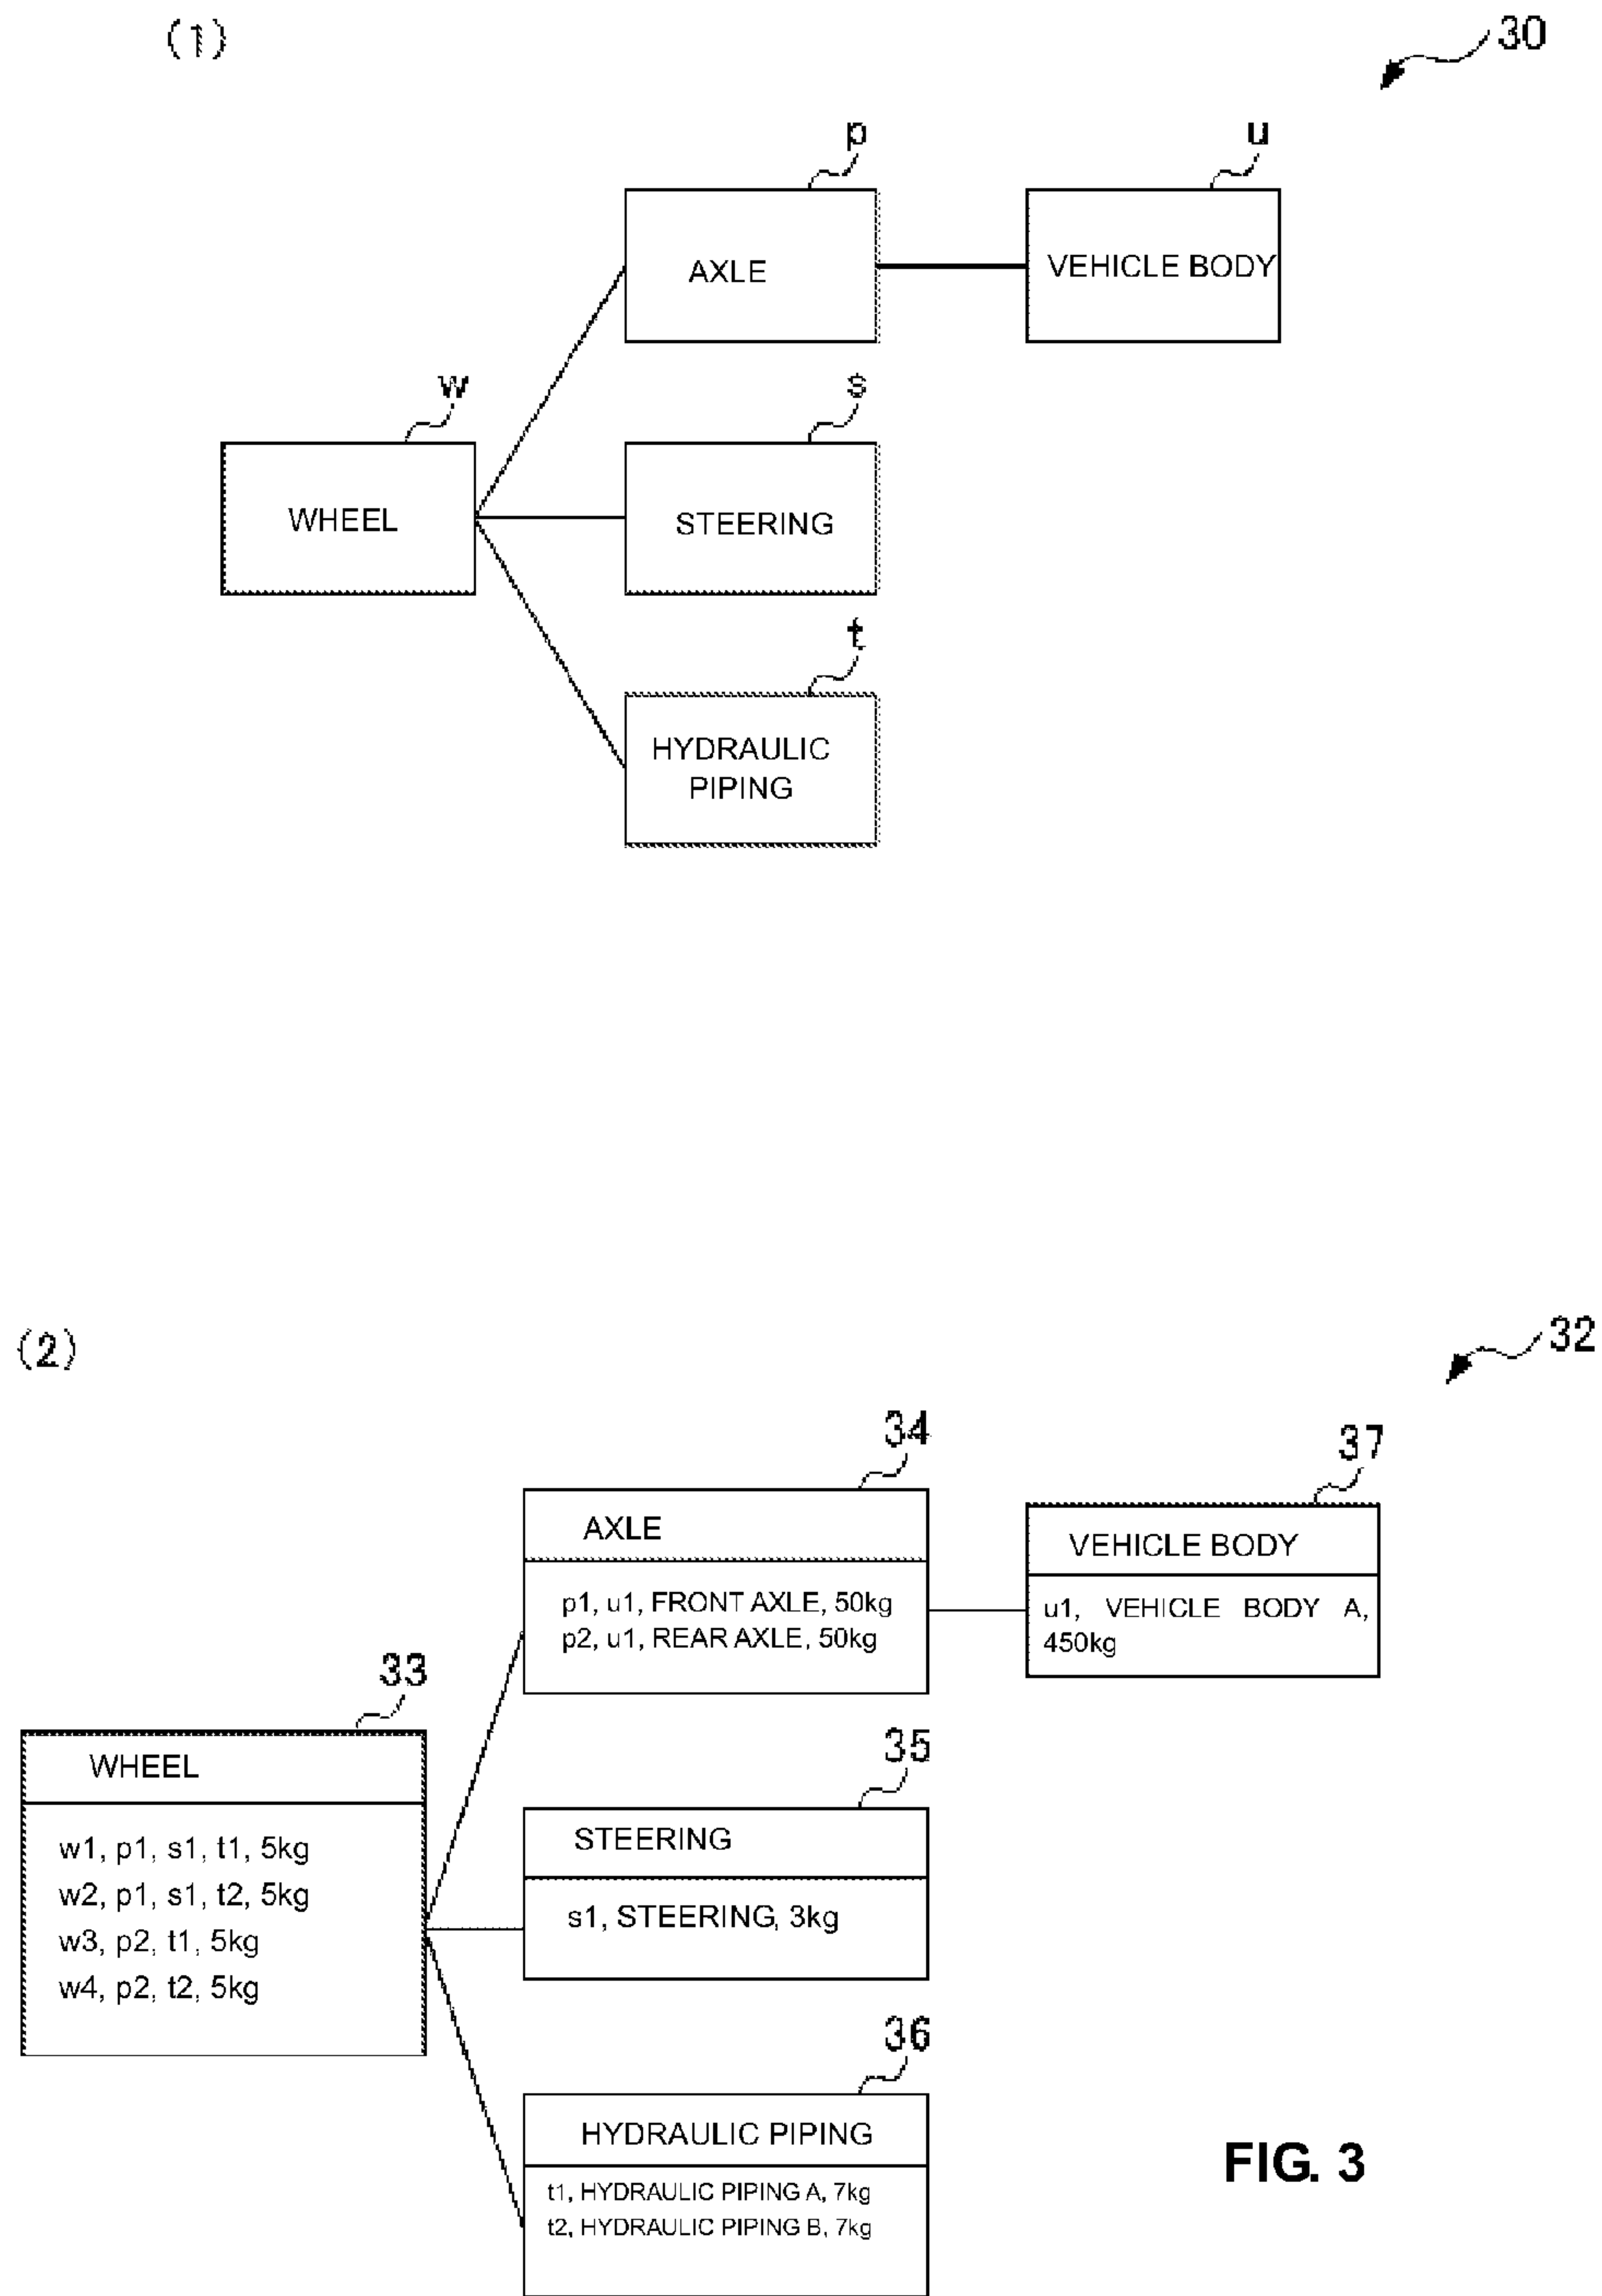 (1)
30
p
u
AXLE
VEHICLE BODY
w
s
WHEEL
STEERING
t
HYDRAULIC
PIPING
(2)
32
34
37
AXLE
VEHICLE BODY
p1, u1, FRONT AXLE, 50kg
p2, u1, REAR AXLE, 50kg
u1, VEHICLE BODY A,
450kg
33
WHEEL
w1, p1, s1, t1, 5kg
w2, p1, s1, t2, 5kg
w3, p2, t1, 5kg
w4, p2, t2, 5kg
35
STEERING
s1, STEERING, 3kg
36
HYDRAULIC PIPING
t1, HYDRAULIC PIPING A, 7kg
t2, HYDRAULIC PIPING B, 7kg
FIG. 3